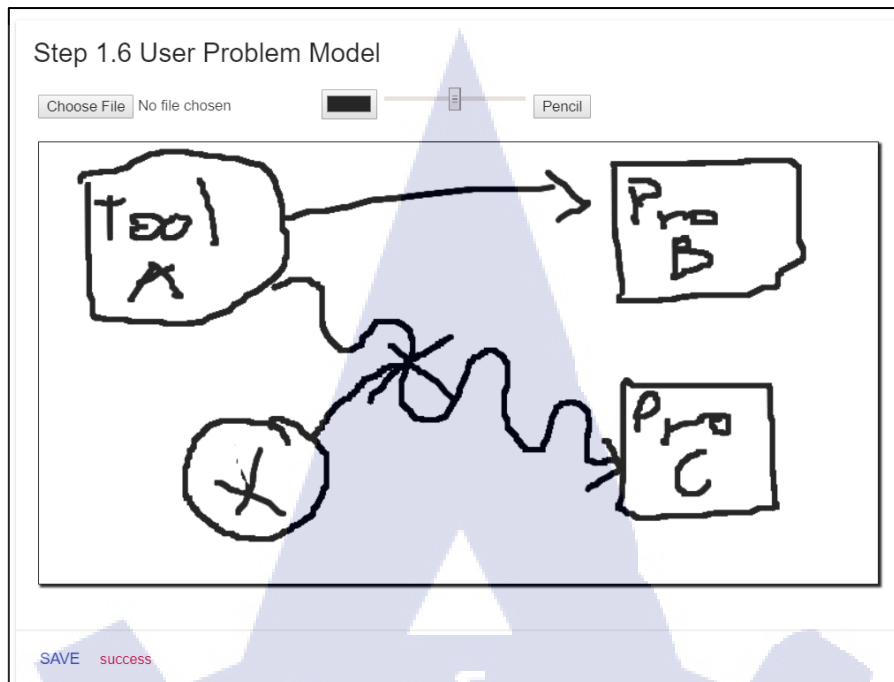 Step 1.6 User Problem Model
Choose File No file chosen Pencil
Tool
A
Pro
B
Pro
C
X
SAVE success